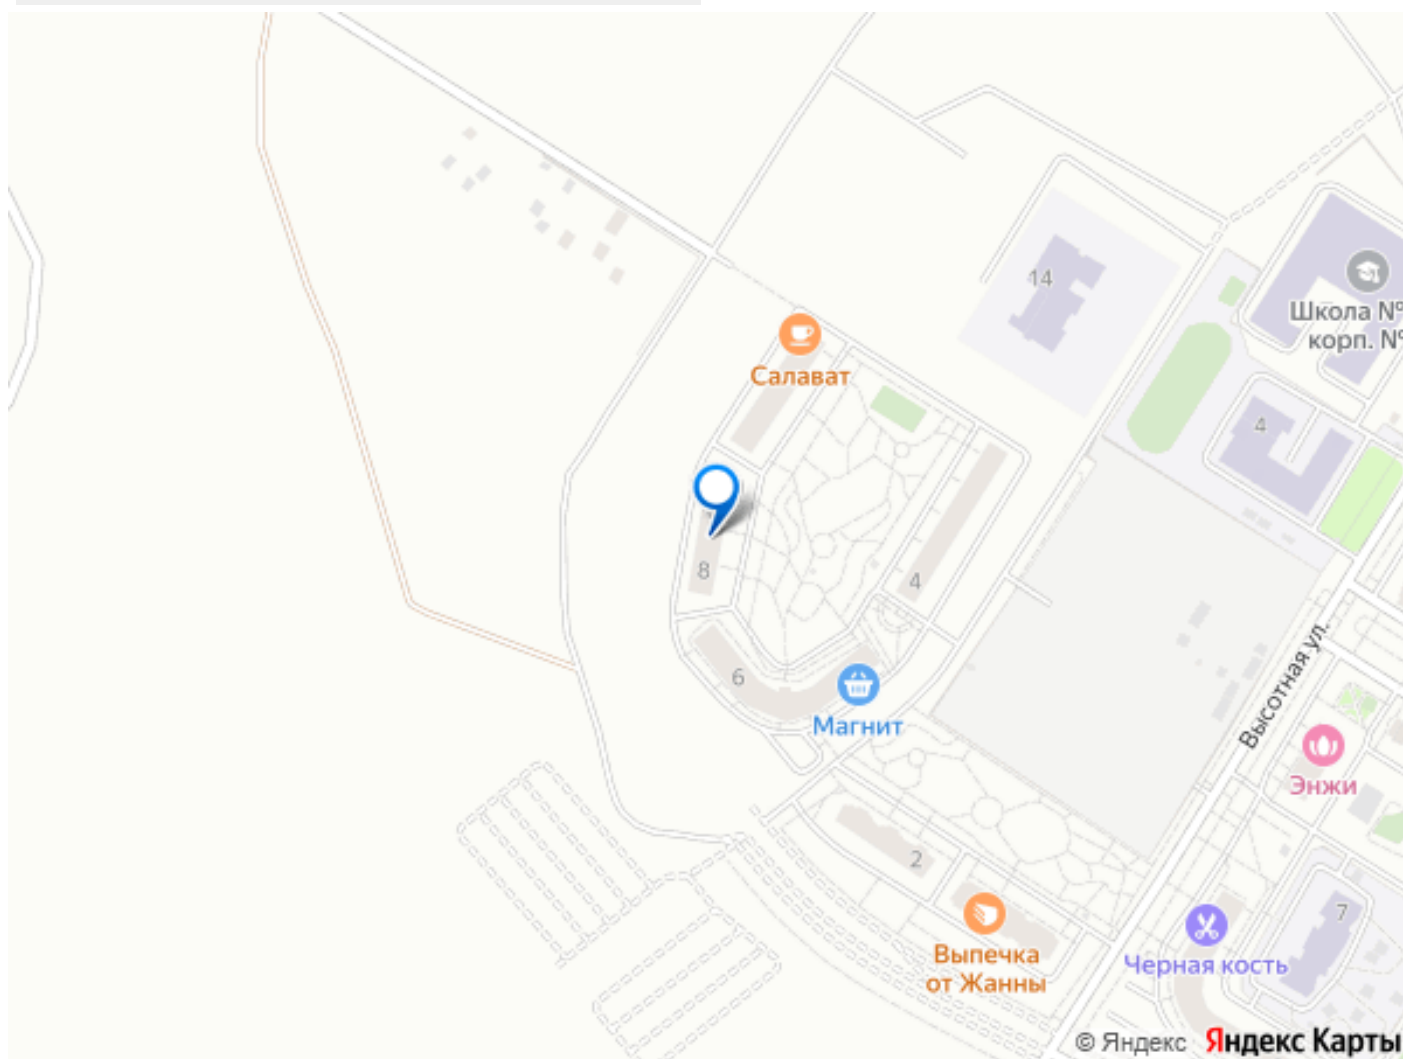 14
Школа №
корп. №
Салават
4
8
4
6
Высотная ул.
Магнит
Энжи
2
7
Выпечка
от Жанны
Черная кость
© Яндекс Яндекс Карты